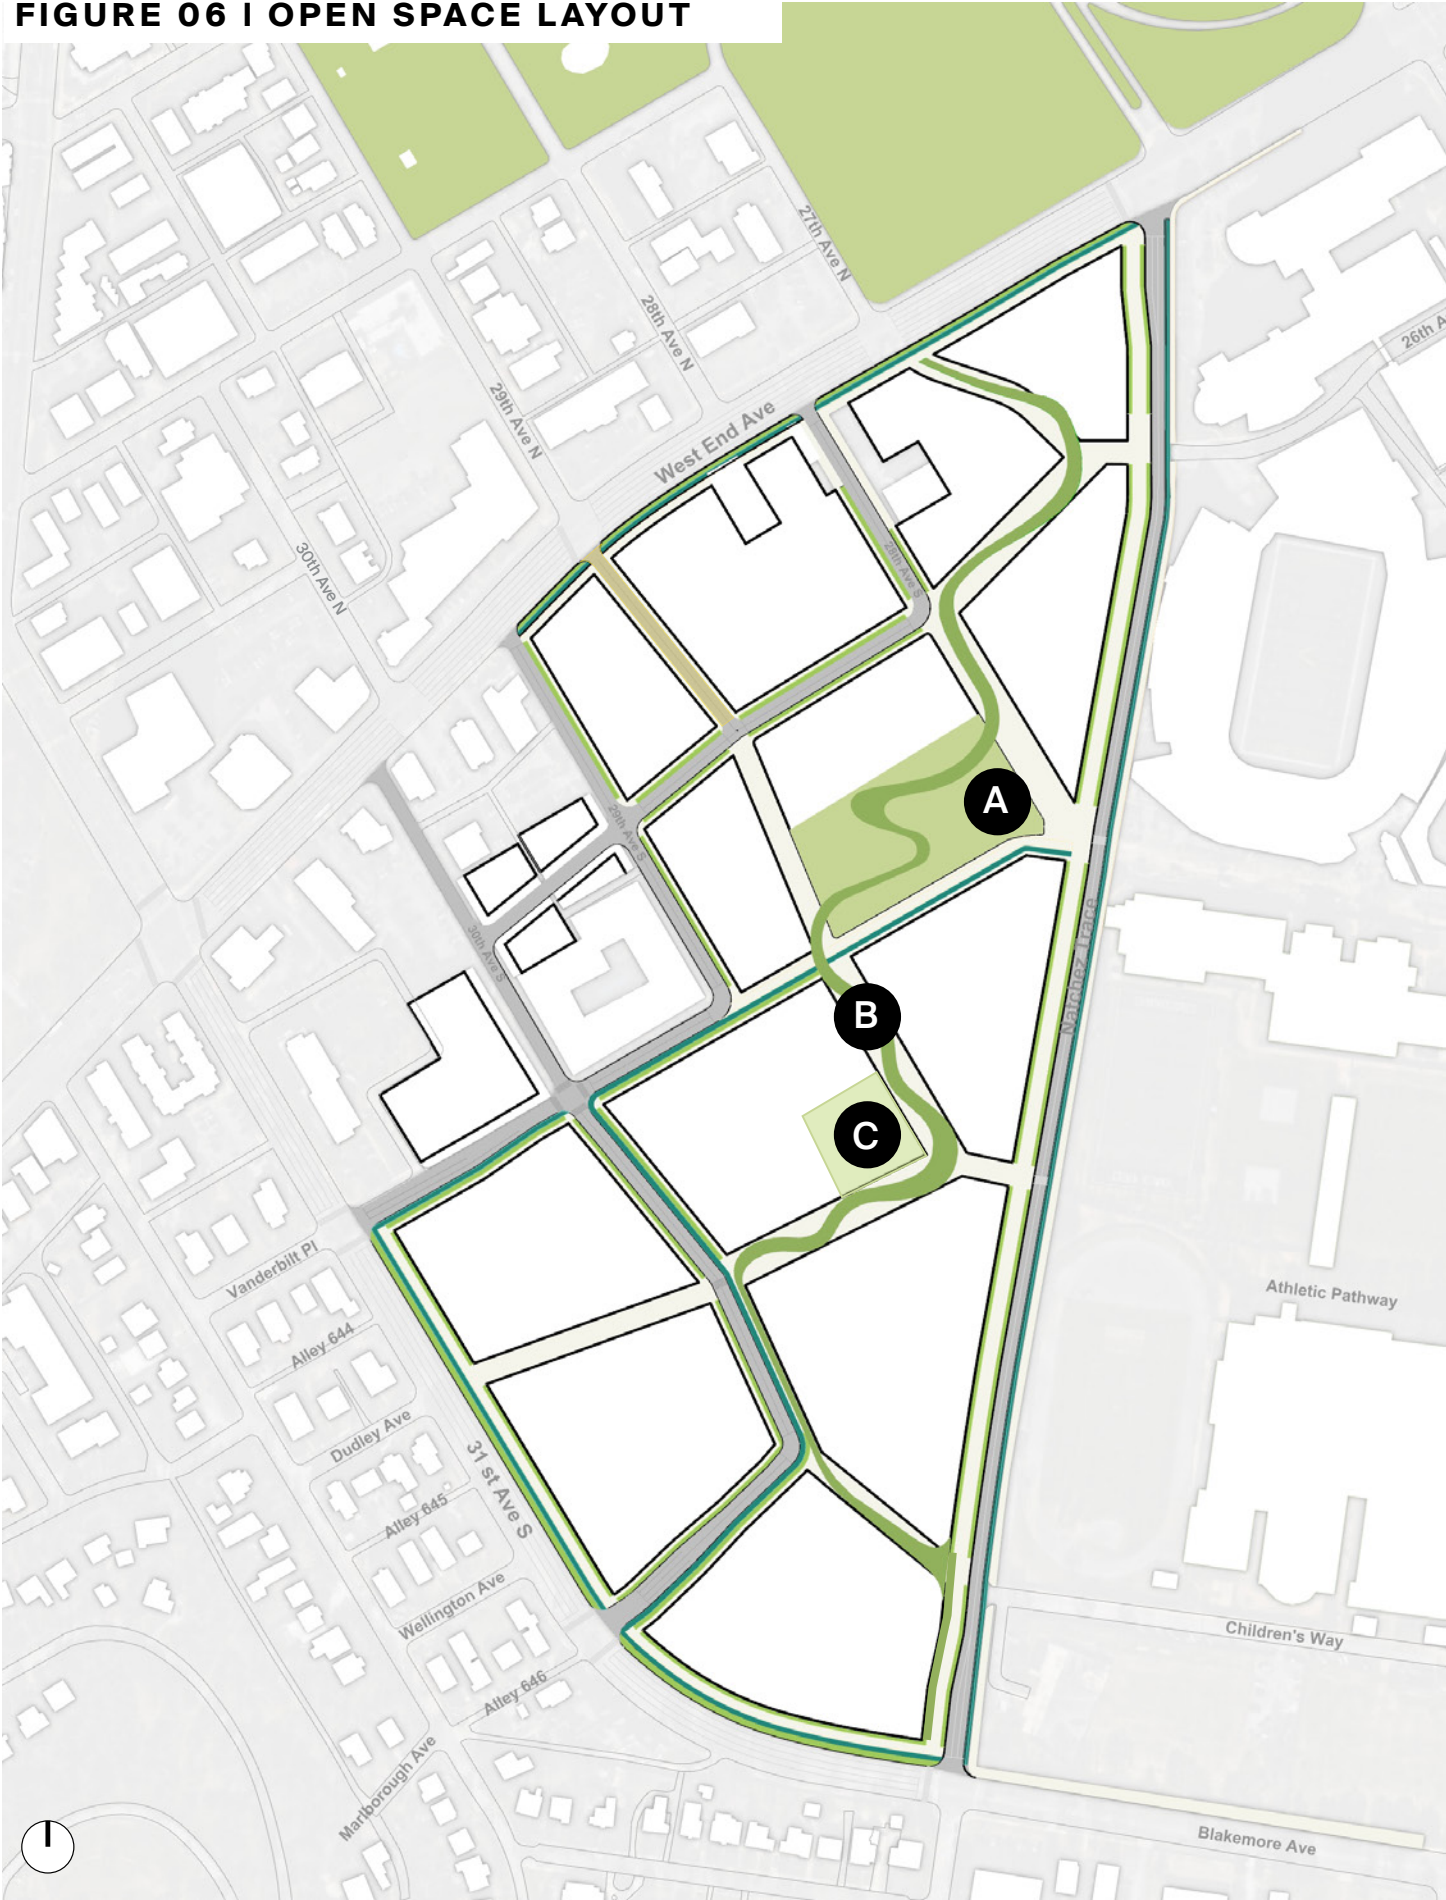 FIGURE 06 | OPEN SPACE LAYOUT
27th Ave N
28th Ave N
26th A
29th Ave N
West End Ave
30th Ave N
28th Ave S
29th Ave S
A
30th Ave S
Natchez Trace
B
C
Vanderbilt Pl
Athletic Pathway
Alley 644
Dudley Ave
31 st Ave S
Alley 645
Wellington Ave
Children's Way
Alley 646
Marlborough Ave
Blakemore Ave